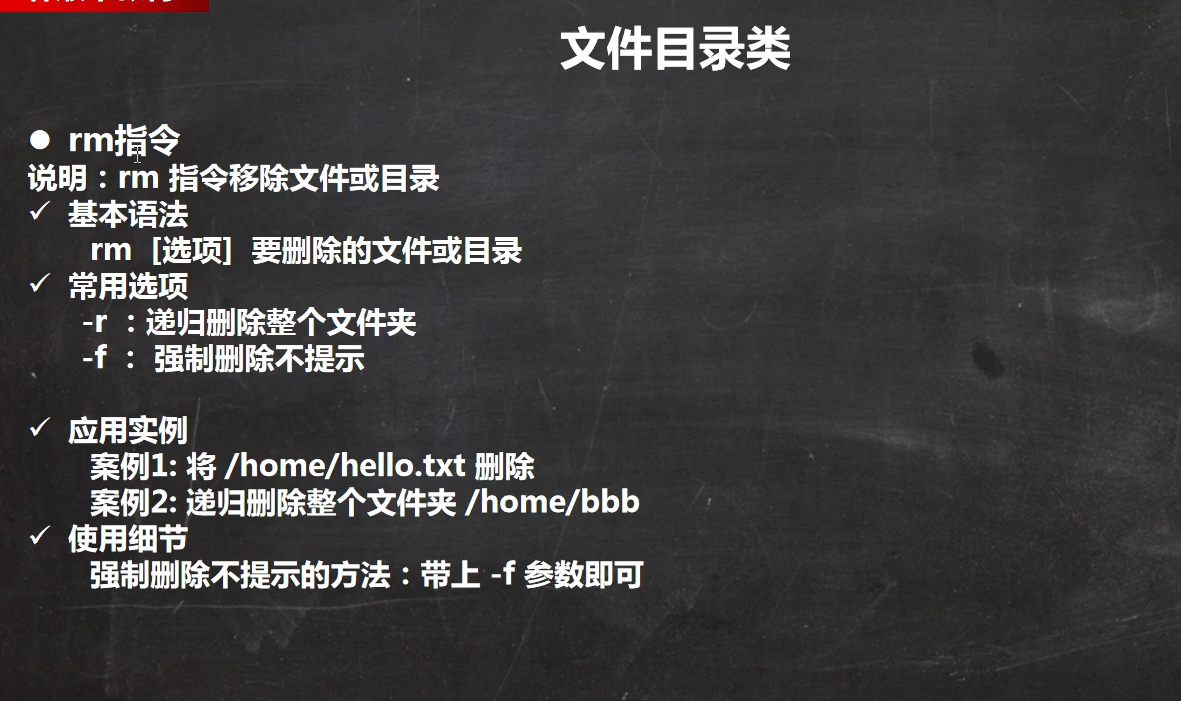 文件目录类
● rm指令
说明：rm 指令移除文件或目录
✓ 基本语法
rm [选项] 要删除的文件或目录
✓ 常用选项
-r ：递归删除整个文件夹
-f ： 强制删除不提示
✓ 应用实例
案例1: 将 /home/hello.txt 删除
案例2: 递归删除整个文件夹 /home/bbb
✓ 使用细节
强制删除不提示的方法：带上 -f 参数即可